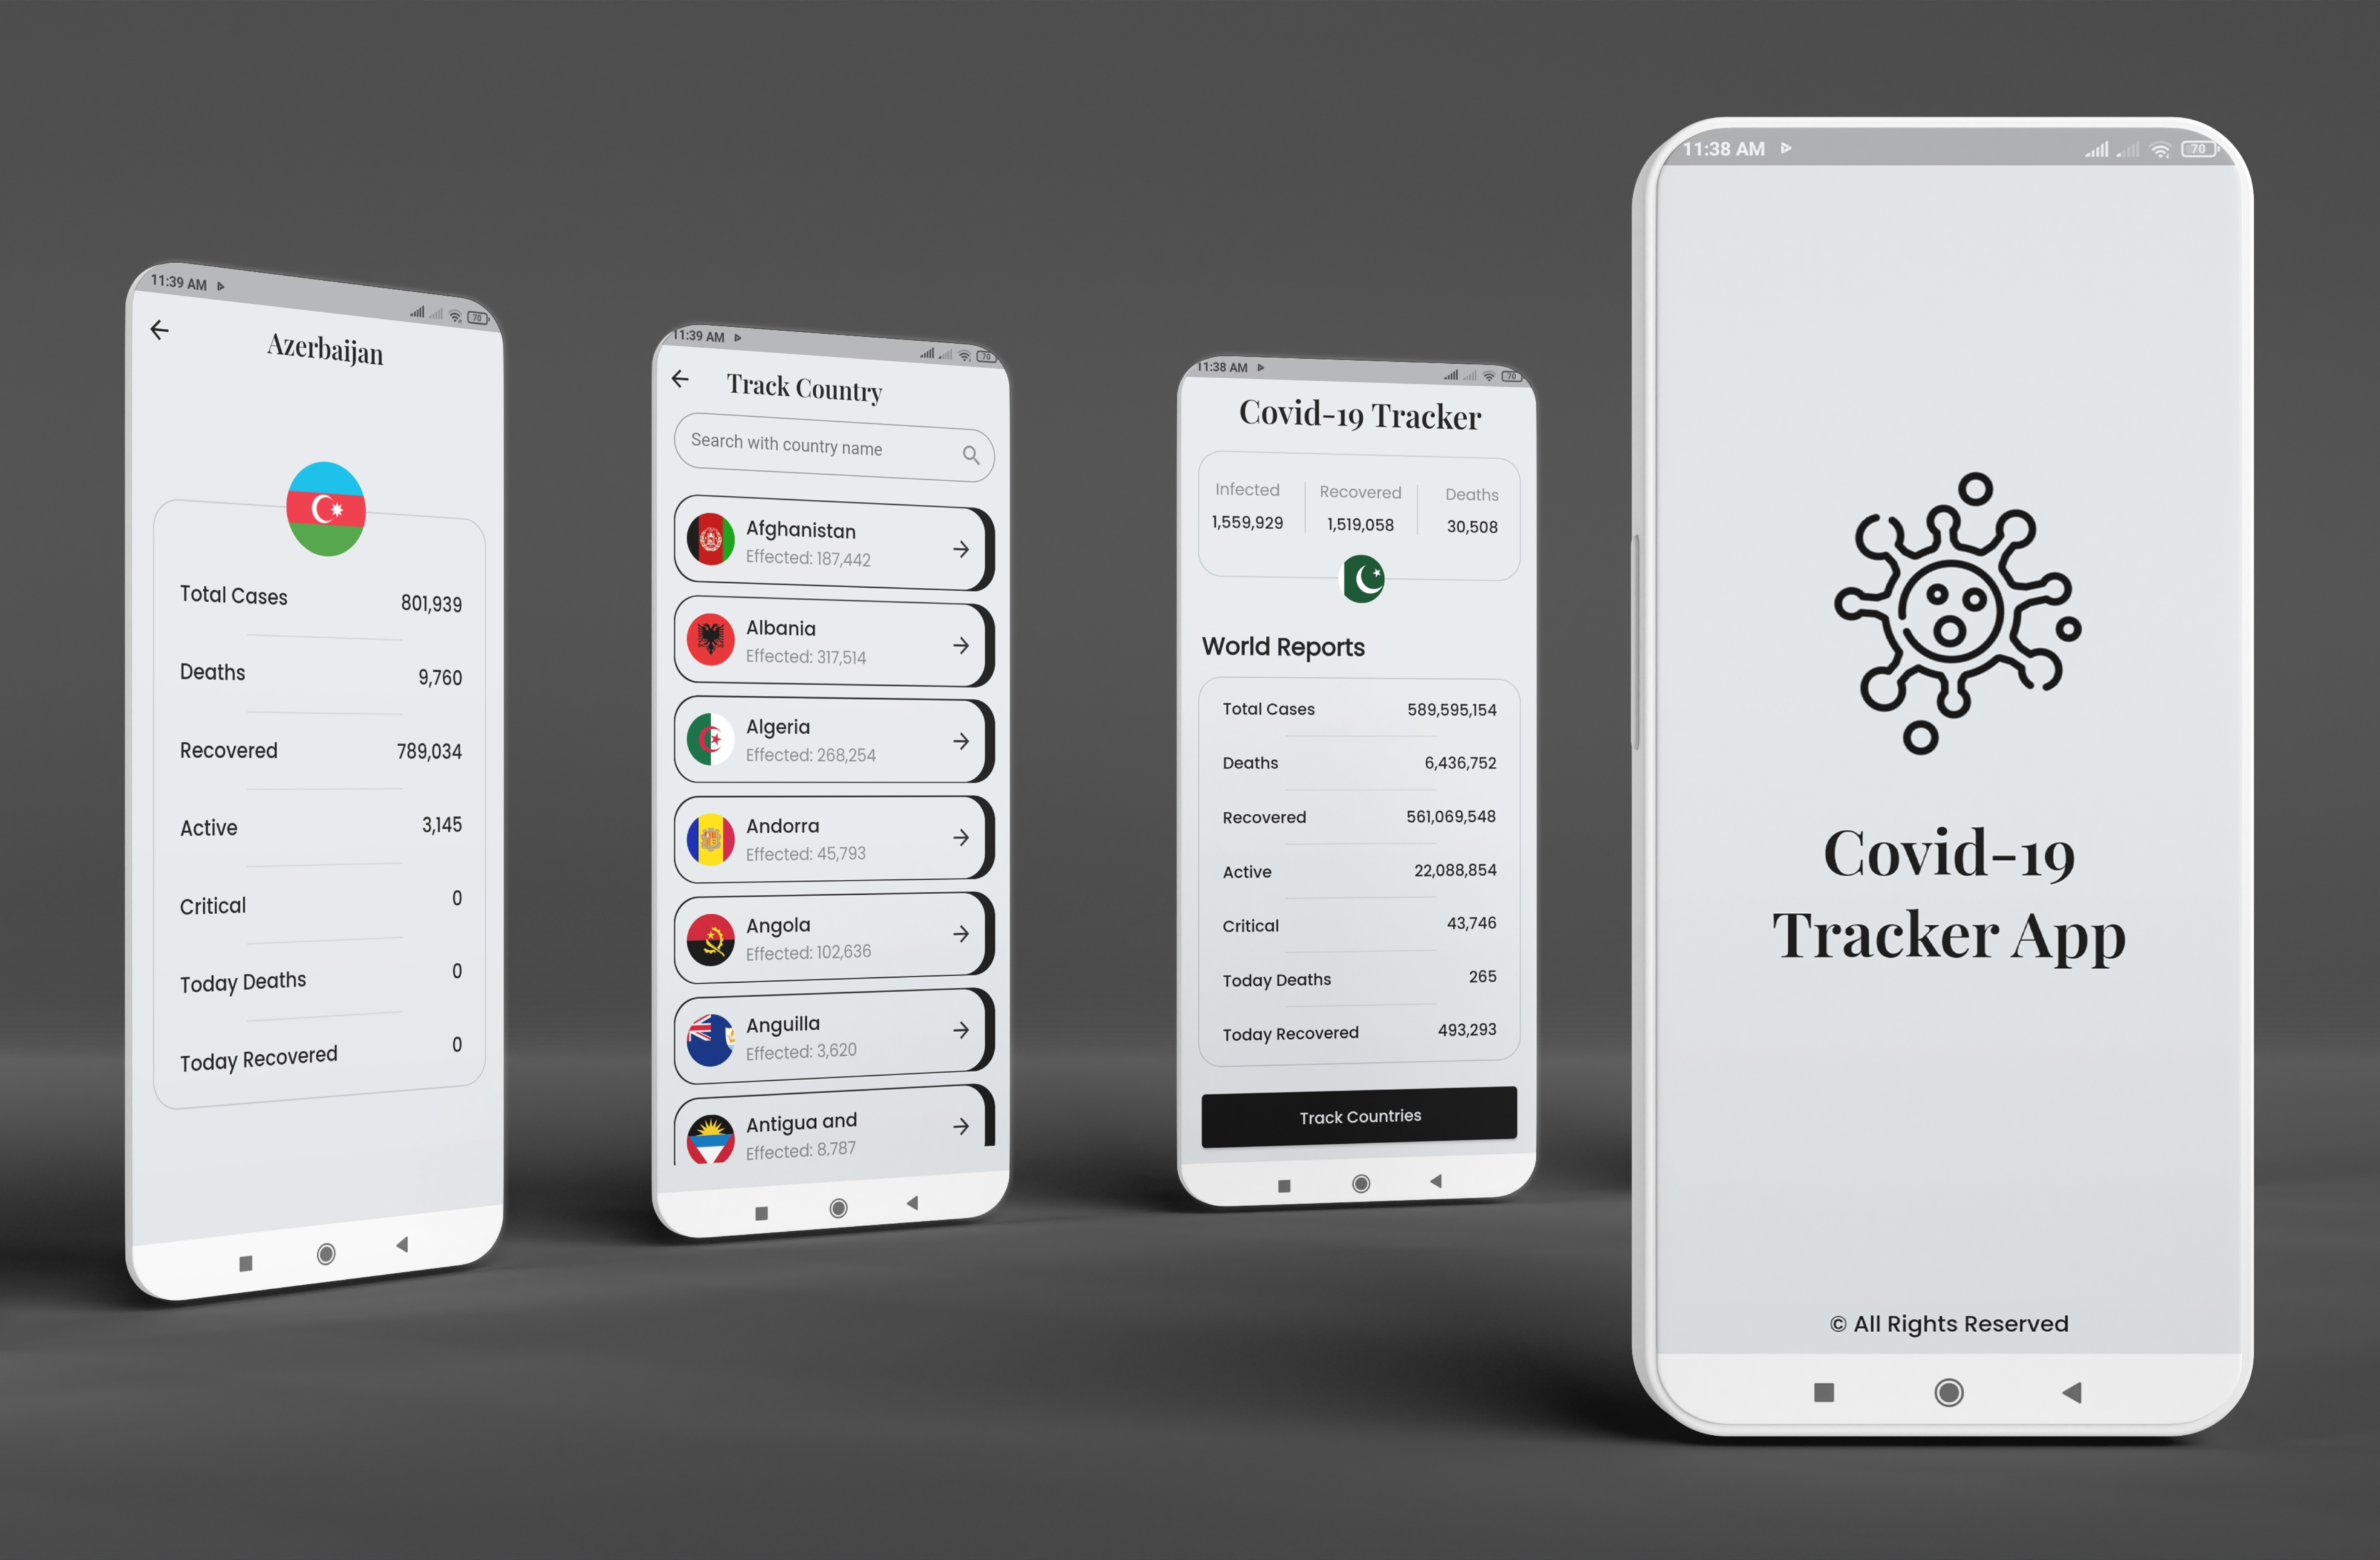 11:39 AM
70
Azerbaijan
Total Cases 801,939
Deaths 9,760
Recovered 789,034
Active 3,145
Critical 0
Today Deaths 0
Today Recovered 0
11:39 AM
70
Track Country
Search with country name
Afghanistan
Effected: 187,442
Albania
Effected: 317,514
Algeria
Effected: 268,254
Andorra
Effected: 45,793
Angola
Effected: 102,636
Anguilla
Effected: 3,620
Antigua and
Effected: 8,787
11:38 AM
70
Covid-19 Tracker
Infected Recovered Deaths
1,559,929 1,519,058 30,508
World Reports
Total Cases 589,595,154
Deaths 6,436,752
Recovered 561,069,548
Active 22,088,854
Critical 43,746
Today Deaths 265
Today Recovered 493,293
Track Countries
11:38 AM
70
Covid-19
Tracker App
© All Rights Reserved